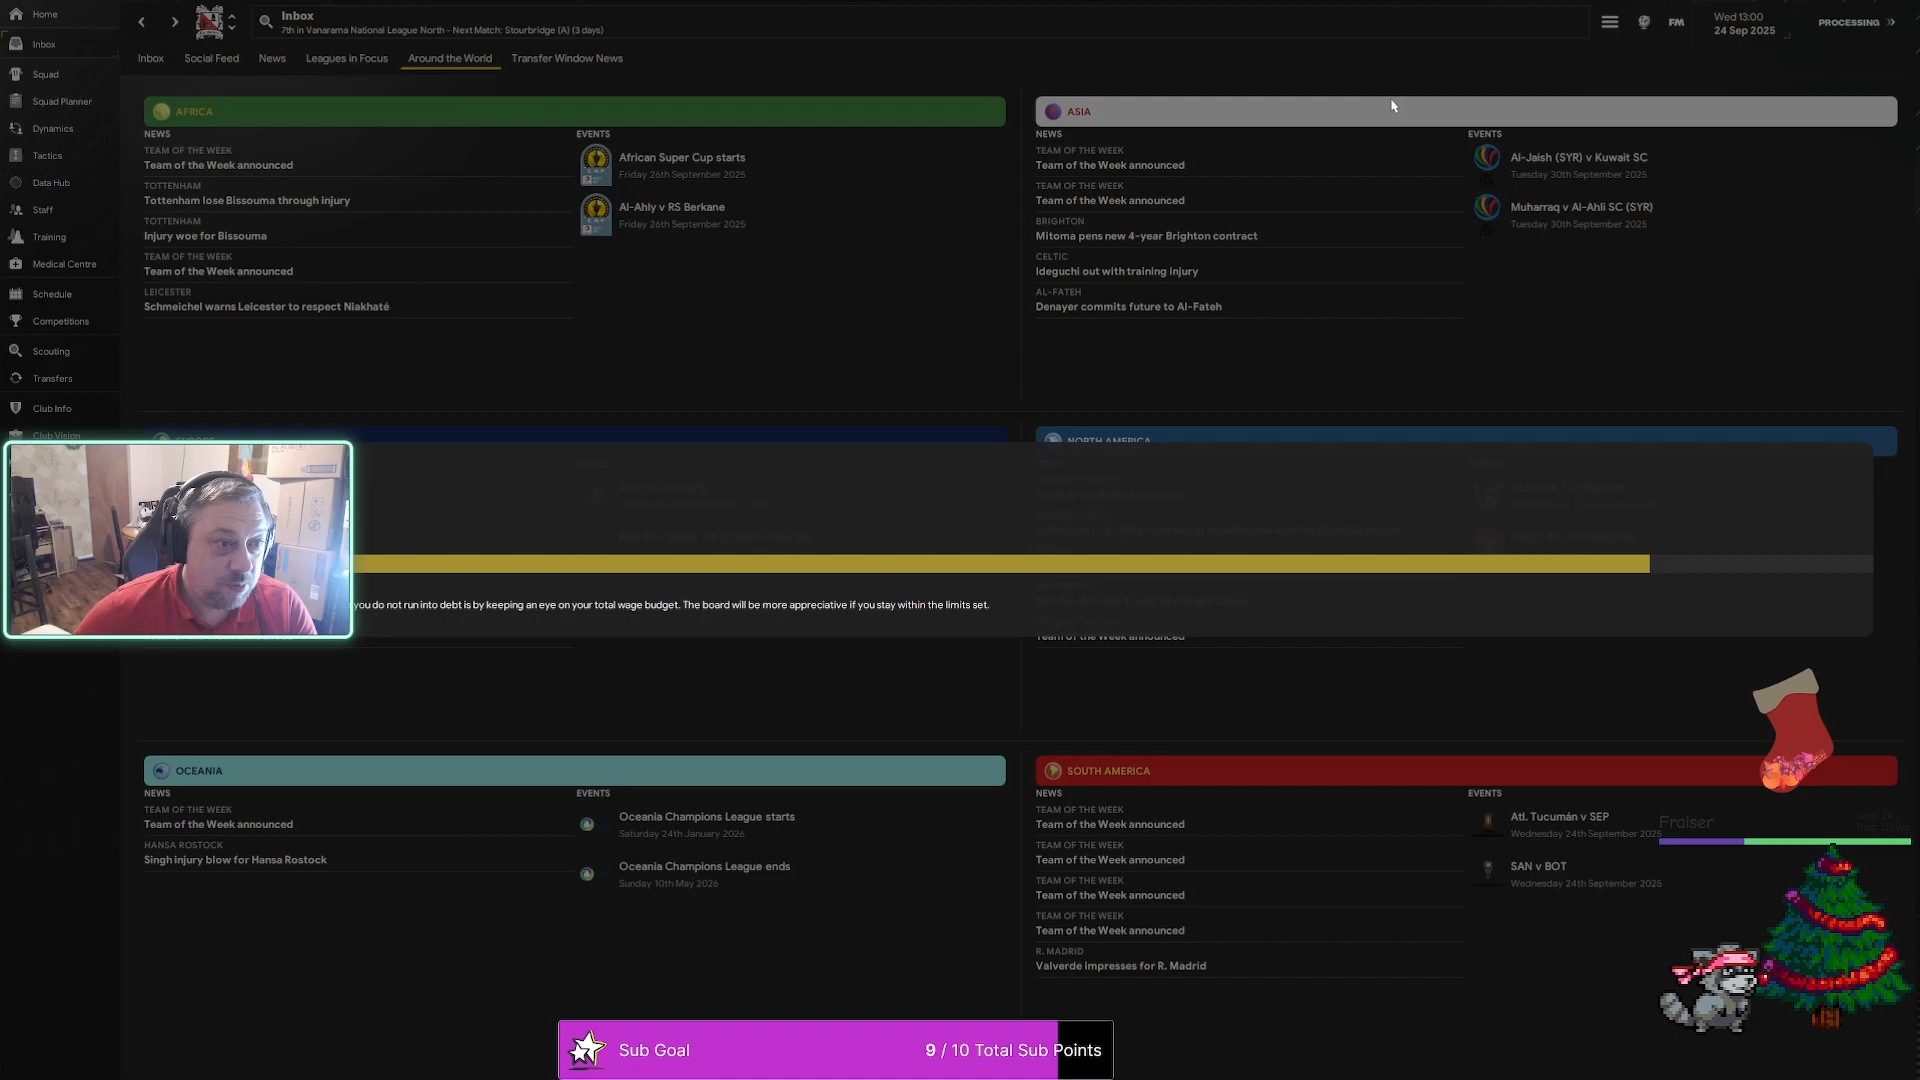 Home
Inbox
Squad
Squad Planner
Dynamics
Tactics
Data Hub
Staff
Training
Medical Centre
Schedule
Competitions
Scouting
Transfers
Club Info
Club Vision
Inbox
7th in Vanarama National League North - Next Match: Stourbridge (A) (3 days)
FM
Wed 13:00
24 Sep 2025
PROCESSING
Inbox
Social Feed
News
Leagues in Focus
Around the World
Transfer Window News
AFRICA
NEWS
TEAM OF THE WEEK
Team of the Week announced
TOTTENHAM
Tottenham lose Bissouma through injury
TOTTENHAM
Injury woe for Bissouma
TEAM OF THE WEEK
Team of the Week announced
LEICESTER
Schmeichel warns Leicester to respect Niakhaté
EVENTS
African Super Cup starts
Friday 26th September 2025
Al-Ahly v RS Berkane
Friday 26th September 2025
ASIA
NEWS
TEAM OF THE WEEK
Team of the Week announced
TEAM OF THE WEEK
Team of the Week announced
BRIGHTON
Mitoma pens new 4-year Brighton contract
CELTIC
Ideguchi out with training injury
AL-FATEH
Denayer commits future to Al-Fateh
EVENTS
Al-Jaish (SYR) v Kuwait SC
Tuesday 30th September 2025
Muharraq v Al-Ahli SC (SYR)
Tuesday 30th September 2025
NORTH AMERICA
you do not run into debt is by keeping an eye on your total wage budget. The board will be more appreciative if you stay within the limits set.
Team of the Week announced
OCEANIA
NEWS
TEAM OF THE WEEK
Team of the Week announced
HANSA ROSTOCK
Singh injury blow for Hansa Rostock
EVENTS
Oceania Champions League starts
Saturday 24th January 2026
Oceania Champions League ends
Sunday 10th May 2026
SOUTH AMERICA
NEWS
TEAM OF THE WEEK
Team of the Week announced
TEAM OF THE WEEK
Team of the Week announced
TEAM OF THE WEEK
Team of the Week announced
TEAM OF THE WEEK
Team of the Week announced
R. MADRID
Valverde impresses for R. Madrid
EVENTS
Atl. Tucumán v SEP
Wednesday 24th September 2025
SAN v BOT
Wednesday 24th September 2025
Fraiser
Sub Goal
9 / 10 Total Sub Points